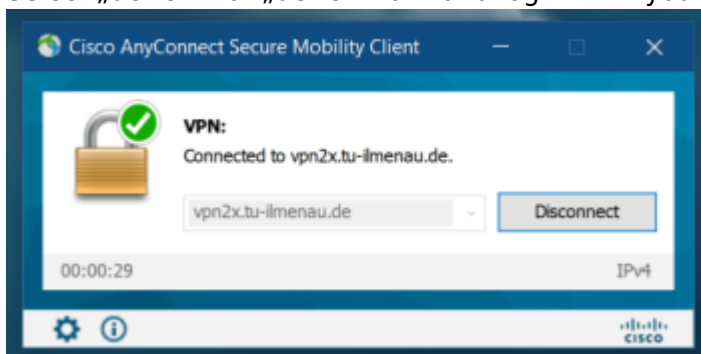 Cisco AnyConnect Secure Mobility Client
VPN:
Connected to vpn2x.tu-ilmenau.de.
vpn2x.tu-ilmenau.de
Disconnect
00:00:29
IPv4
CISCO